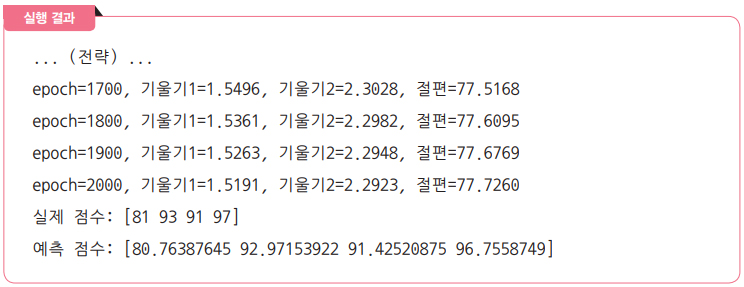 실행 결과
... (전략) ...
epoch=1700, 기울기1=1.5496, 기울기2=2.3028, 절편=77.5168
epoch=1800, 기울기1=1.5361, 기울기2=2.2982, 절편=77.6095
epoch=1900, 기울기1=1.5263, 기울기2=2.2948, 절편=77.6769
epoch=2000, 기울기1=1.5191, 기울기2=2.2923, 절편=77.7260
실제 점수: [81 93 91 97]
예측 점수: [80.76387645 92.97153922 91.42520875 96.7558749]